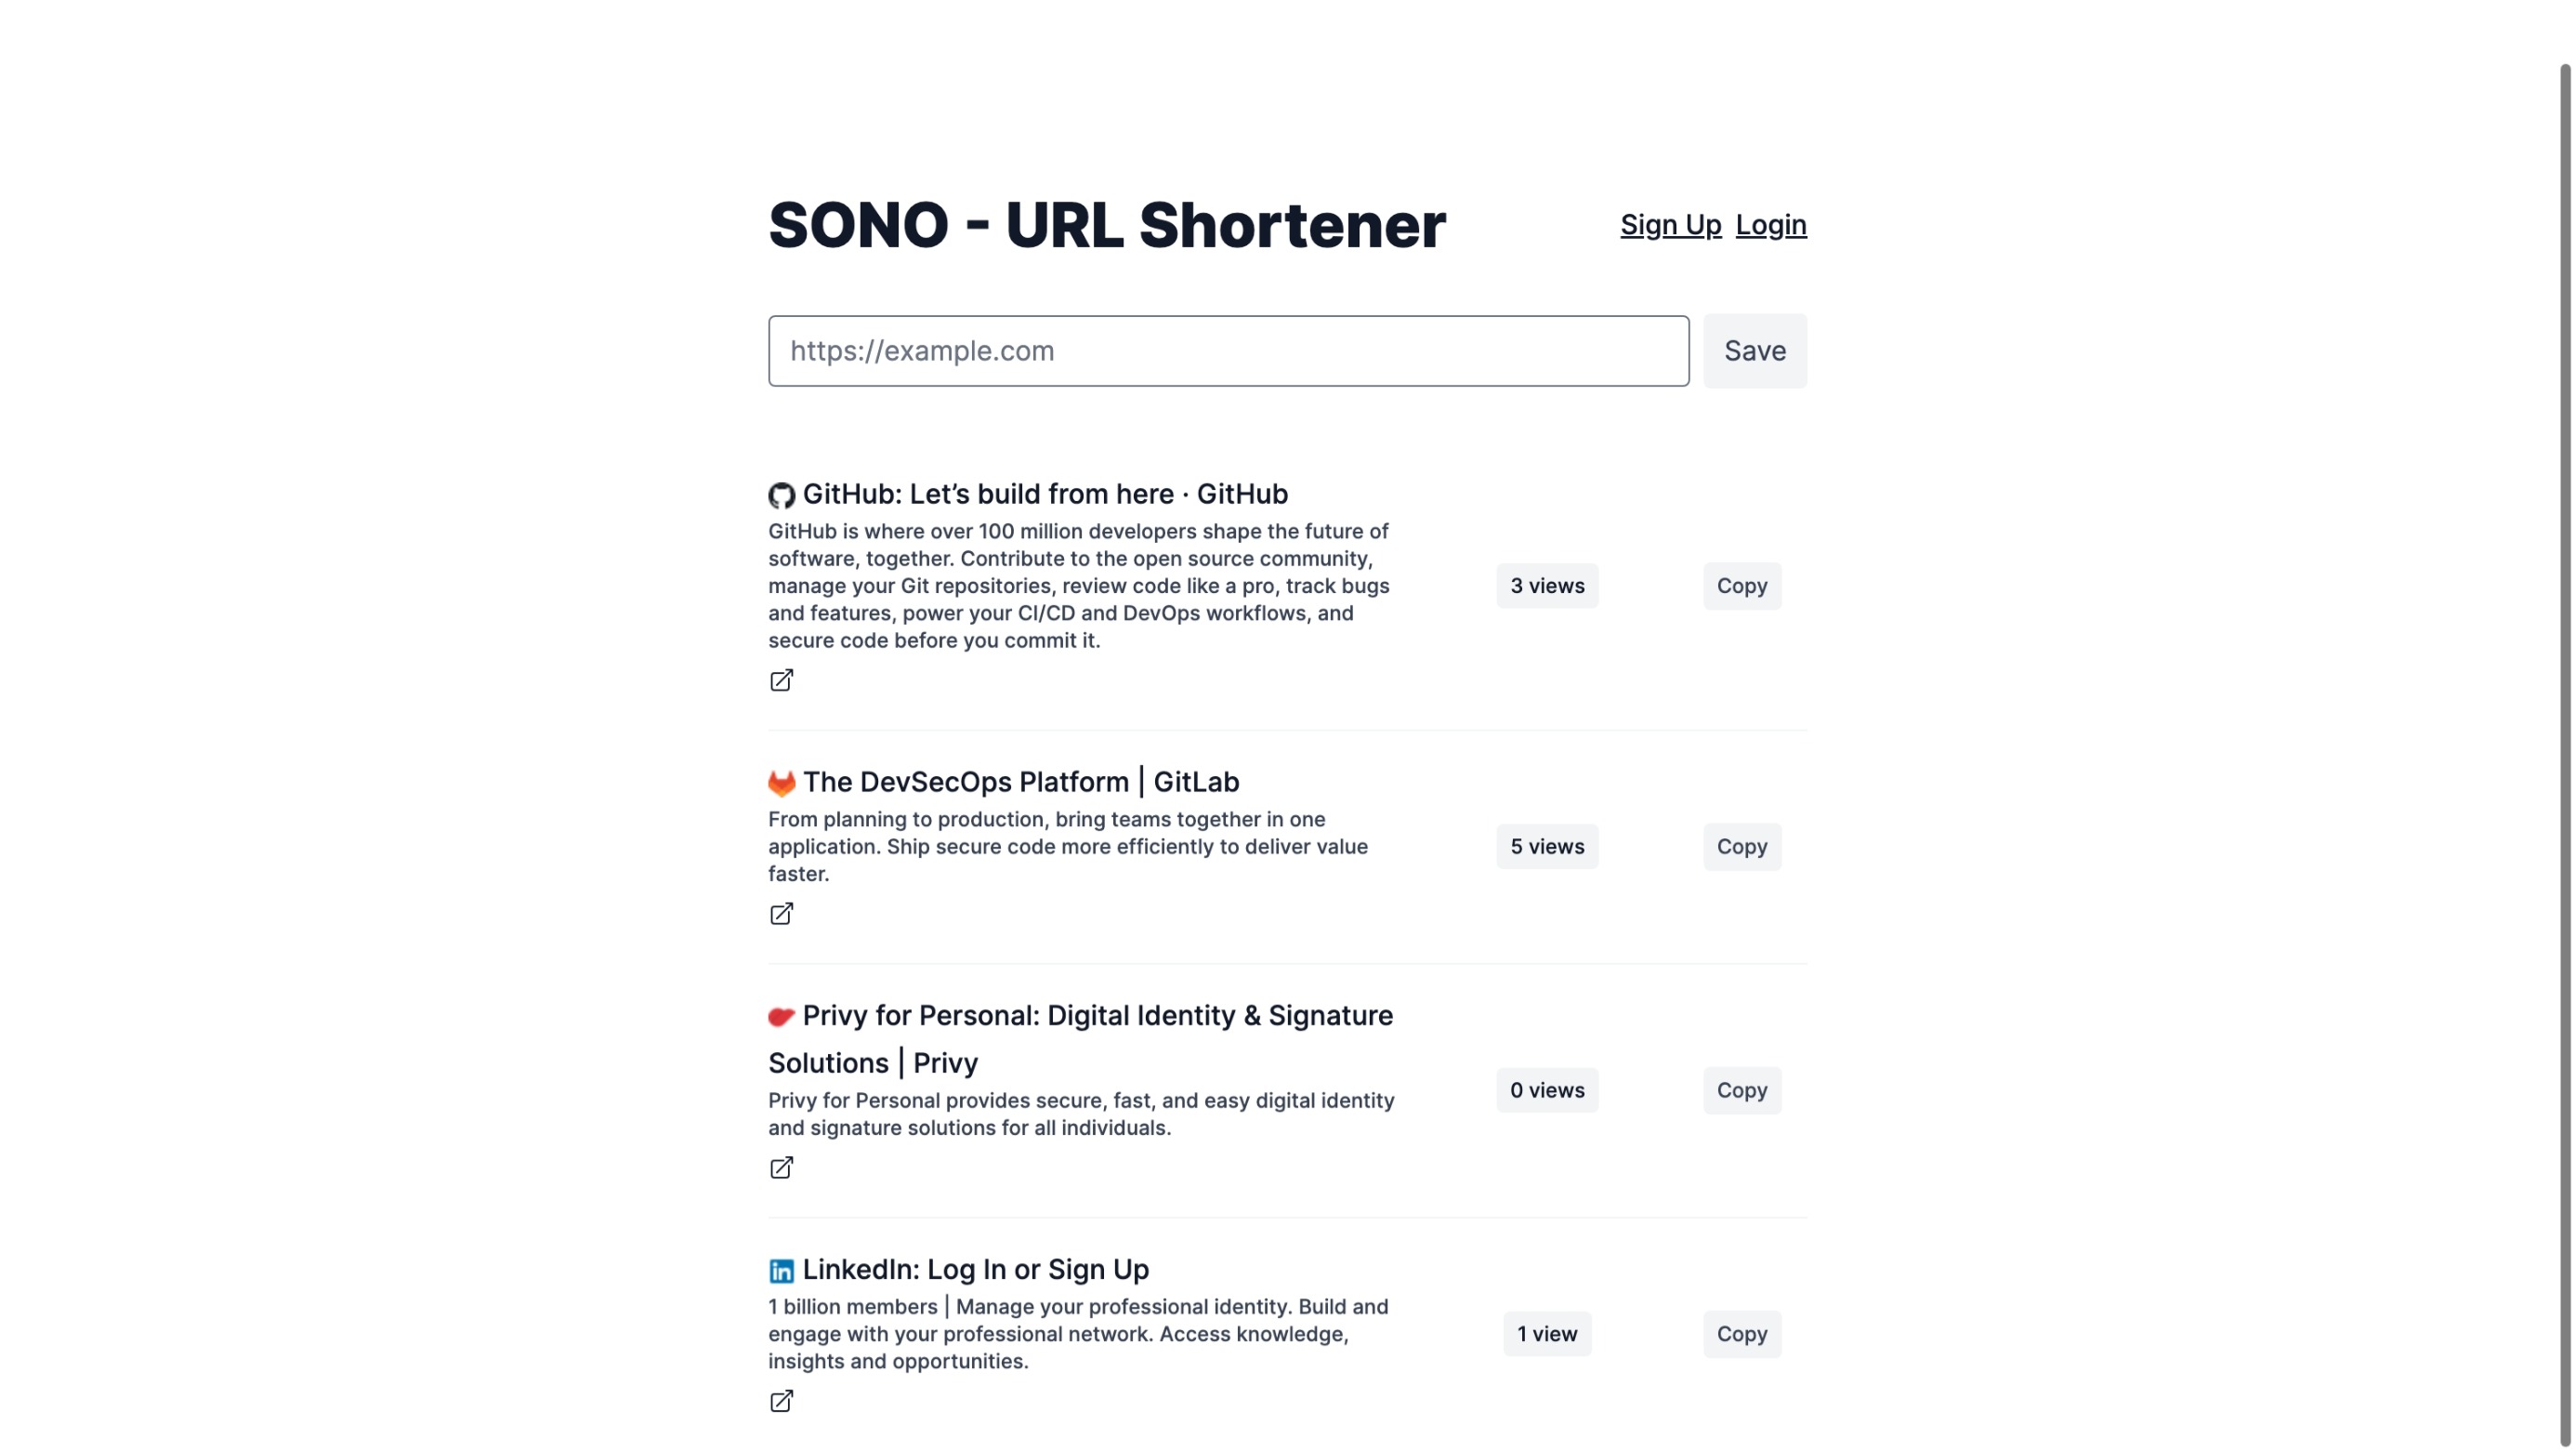 SONO - URL Shortener
Sign Up Login
https://example.com
Save
GitHub: Let’s build from here · GitHub
GitHub is where over 100 million developers shape the future of
software, together. Contribute to the open source community,
manage your Git repositories, review code like a pro, track bugs
and features, power your CI/CD and DevOps workflows, and
secure code before you commit it.
3 views
Copy
The DevSecOps Platform | GitLab
From planning to production, bring teams together in one
application. Ship secure code more efficiently to deliver value
faster.
5 views
Copy
Privy for Personal: Digital Identity & Signature
Solutions | Privy
Privy for Personal provides secure, fast, and easy digital identity
and signature solutions for all individuals.
0 views
Copy
in
LinkedIn: Log In or Sign Up
1 billion members | Manage your professional identity. Build and
engage with your professional network. Access knowledge,
insights and opportunities.
1 view
Copy